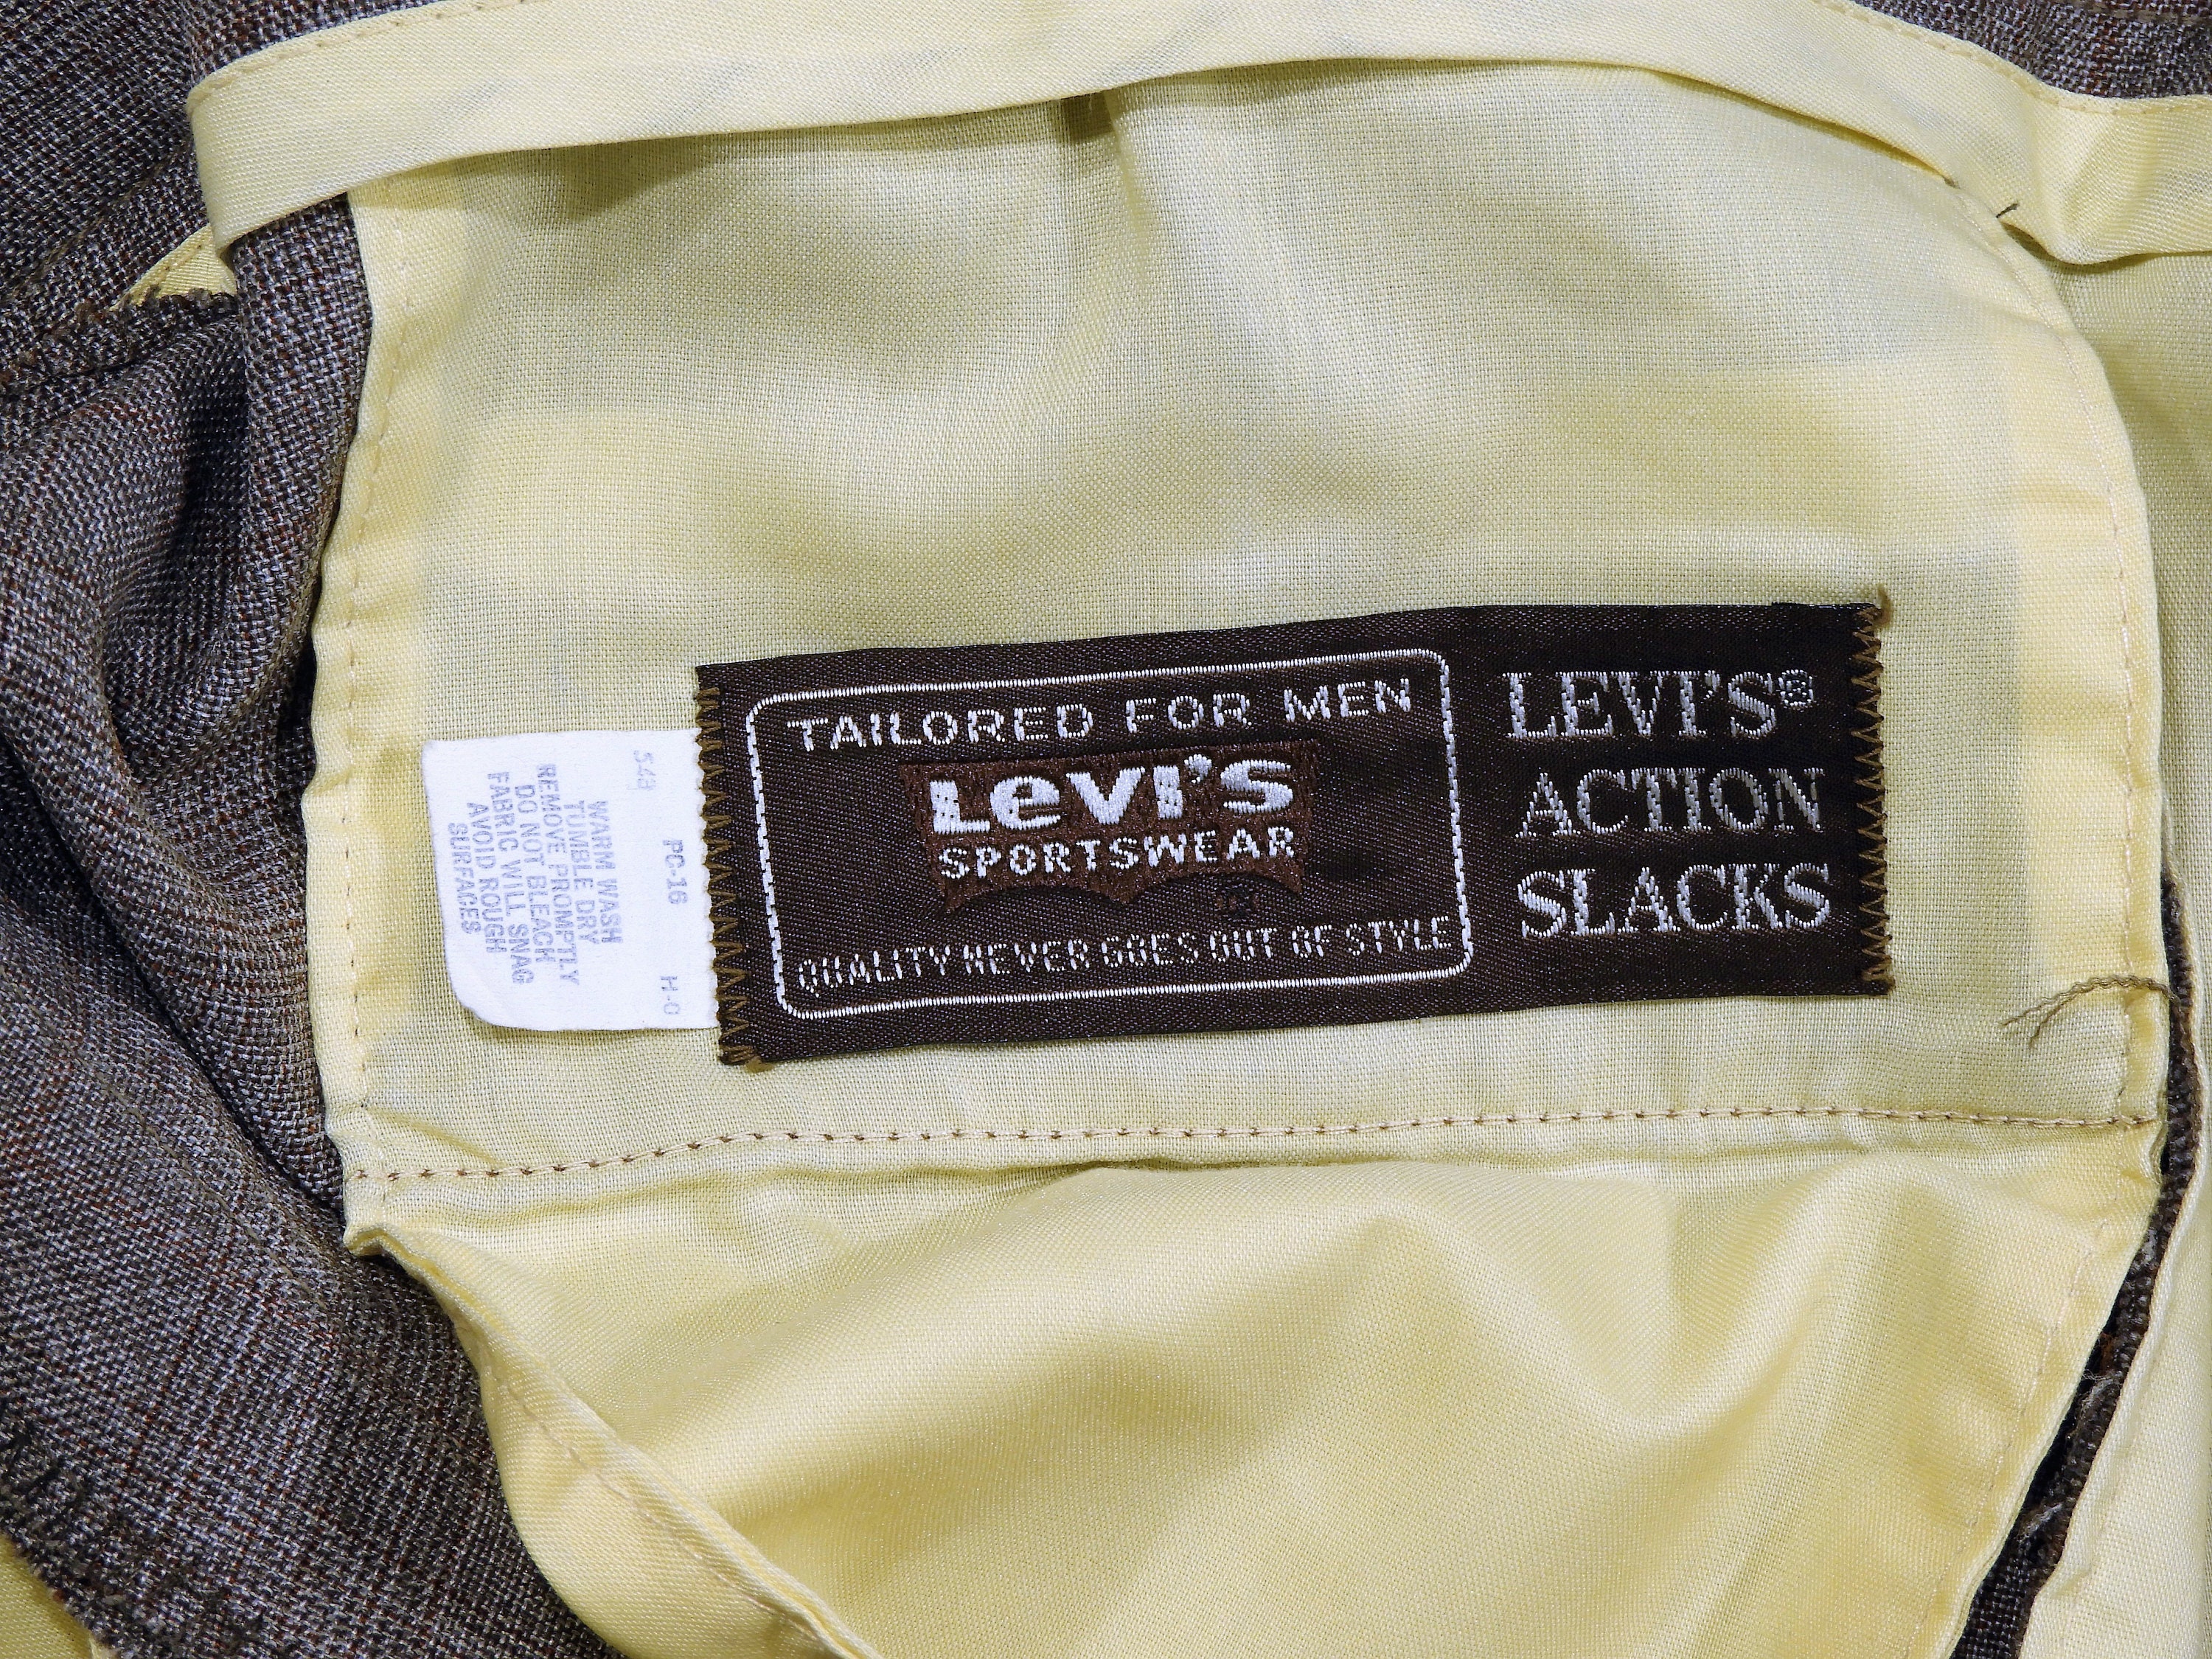 TAILORED FOR MEN
Levi's
SPORTSWEAR
QUALITY NEVER GOES OUT OF STYLE
LEVI'S®
ACTION
SLACKS
548
PC-16 H-0
WARM WASH
TUMBLE DRY
REMOVE PROMPTLY
DO NOT BLEACH
FABRIC WILL SNAG
AVOID ROUGH
SURFACES